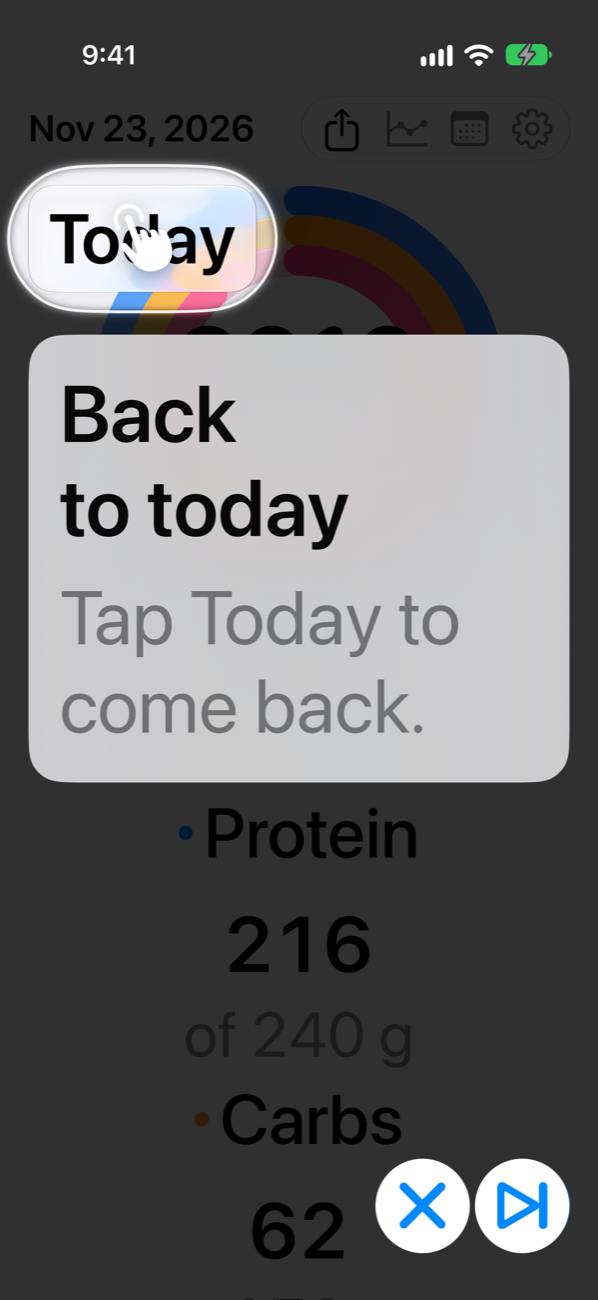 9:41
Nov 23, 2026
Today
Back
to today
Tap Today to
come back.
Protein
216
of 240 g
Carbs
62